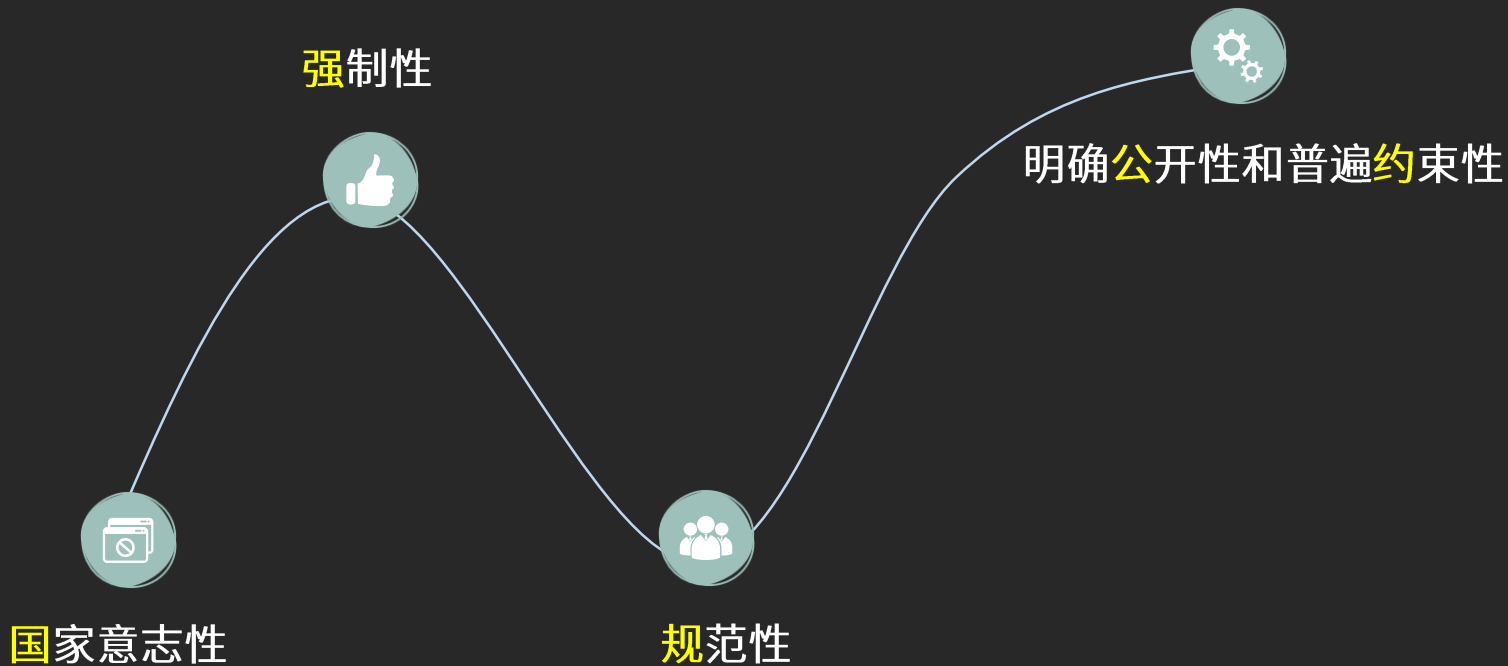 强制性
明确公开性和普遍约束性
国家意志性
规范性